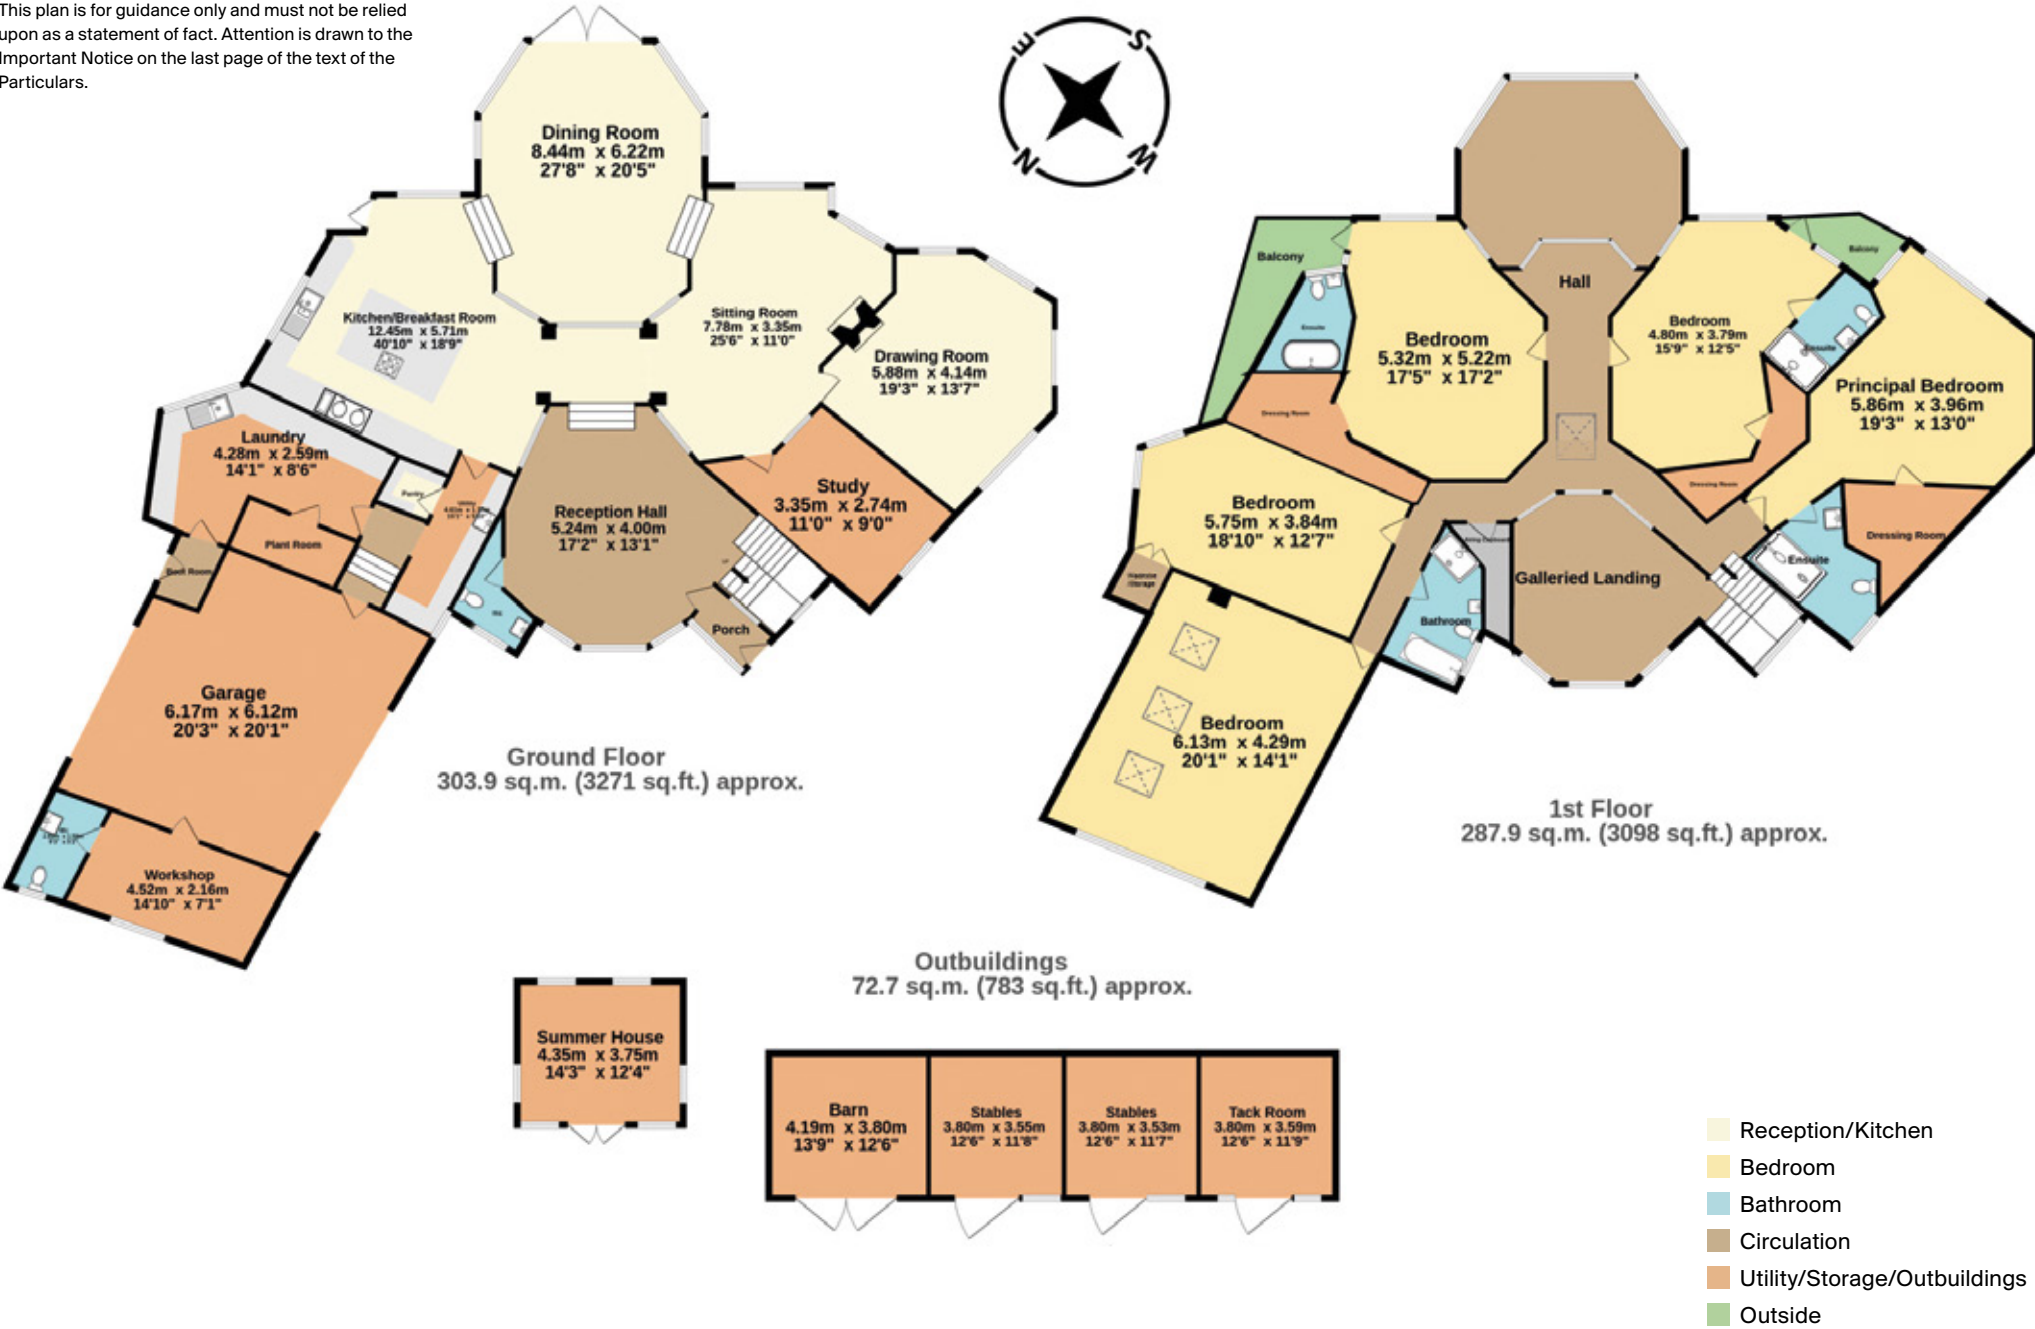 This plan is for guidance only and must not be relied
upon as a statement of fact. Attention is drawn to the
Important Notice on the last page of the text of the
Particulars.
E
S
N
W
Dining Room
8.44m x 6.22m
27'8" x 20'5"
Kitchen/Breakfast Room
12.45m x 5.71m
40'10" x 18'9"
Sitting Room
7.78m x 3.35m
25'6" x 11'0"
Drawing Room
5.88m x 4.14m
19'3" x 13'7"
Laundry
4.28m x 2.59m
14'1" x 8'6"
Pantry
Utility
Study
3.35m x 2.74m
11'0" x 9'0"
Reception Hall
5.24m x 4.00m
17'2" x 13'1"
Plant Room
Boot Room
Porch
Garage
6.17m x 6.12m
20'3" x 20'1"
Workshop
4.52m x 2.16m
14'10" x 7'1"
Ground Floor
303.9 sq.m. (3271 sq.ft.) approx.
Balcony
Balcony
Hall
Ensuite
Bedroom
5.32m x 5.22m
17'5" x 17'2"
Bedroom
4.80m x 3.79m
15'9" x 12'5"
Ensuite
Principal Bedroom
5.86m x 3.96m
19'3" x 13'0"
Dressing Room
Dressing Room
Dressing Room
Bedroom
5.75m x 3.84m
18'10" x 12'7"
Ensuite
Galleried Landing
Bathroom
Storage
Bedroom
6.13m x 4.29m
20'1" x 14'1"
1st Floor
287.9 sq.m. (3098 sq.ft.) approx.
Outbuildings
72.7 sq.m. (783 sq.ft.) approx.
Summer House
4.35m x 3.75m
14'3" x 12'4"
Barn
4.19m x 3.80m
13'9" x 12'6"
Stables
3.80m x 3.55m
12'6" x 11'8"
Stables
3.80m x 3.53m
12'6" x 11'7"
Tack Room
3.80m x 3.59m
12'6" x 11'9"
Reception/Kitchen
Bedroom
Bathroom
Circulation
Utility/Storage/Outbuildings
Outside